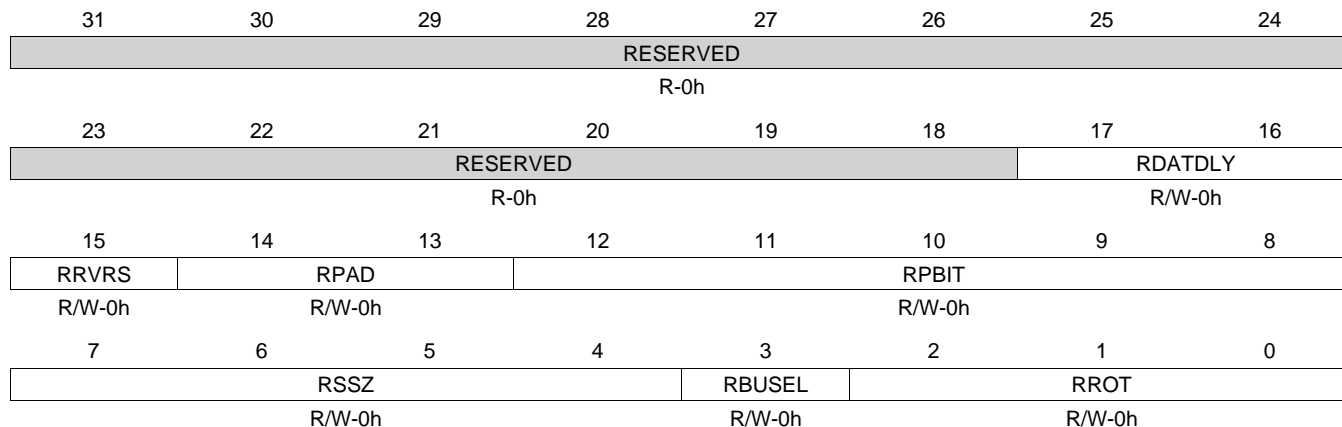 31 30 29 28 27 26 25 24
RESERVED
R-0h
23 22 21 20 19 18 17 16
RESERVED RDATDLY
R-0h R/W-0h
15 14 13 12 11 10 9 8
RRVRS RPAD RPBIT
R/W-0h R/W-0h R/W-0h
7 6 5 4 3 2 1 0
RSSZ RBUSEL RROT
R/W-0h R/W-0h R/W-0h